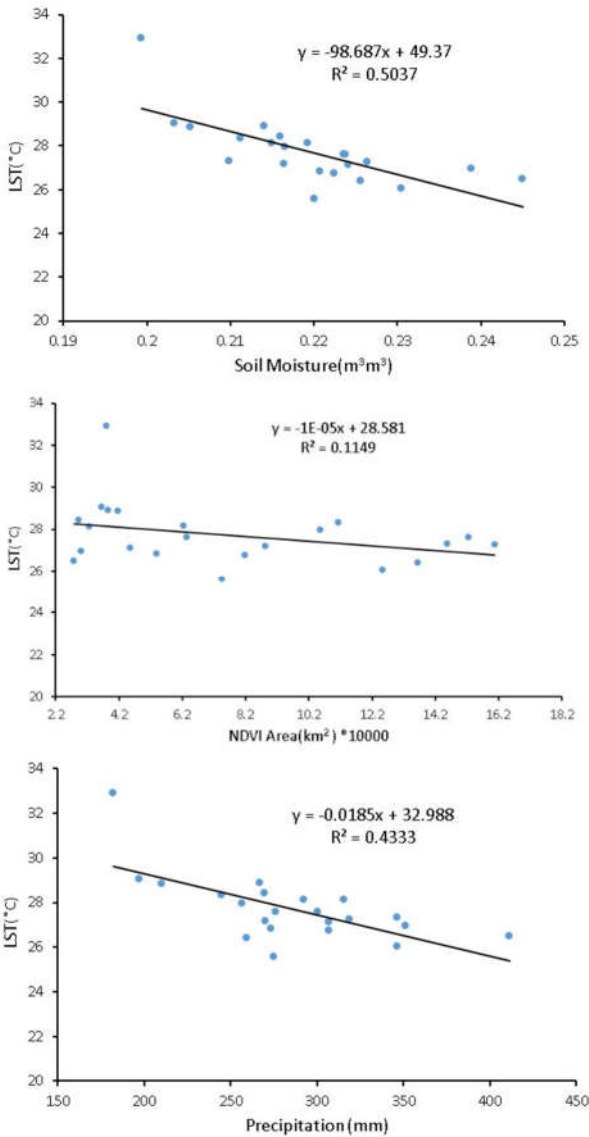 34
32
30
28
26
24
22
20
LST(°C)
y = -98.687x + 49.37
R² = 0.5037
0.19 0.2 0.21 0.22 0.23 0.24 0.25
Soil Moisture(m³m³)
34
32
30
28
26
24
22
20
LST(°C)
y = -1E-05x + 28.581
R² = 0.1149
2.2 4.2 6.2 8.2 10.2 12.2 14.2 16.2 18.2
NDVI Area(km²) *10000
34
32
30
28
26
24
22
20
LST(°C)
y = -0.0185x + 32.988
R² = 0.4333
150 200 250 300 350 400 450
Precipitation (mm)